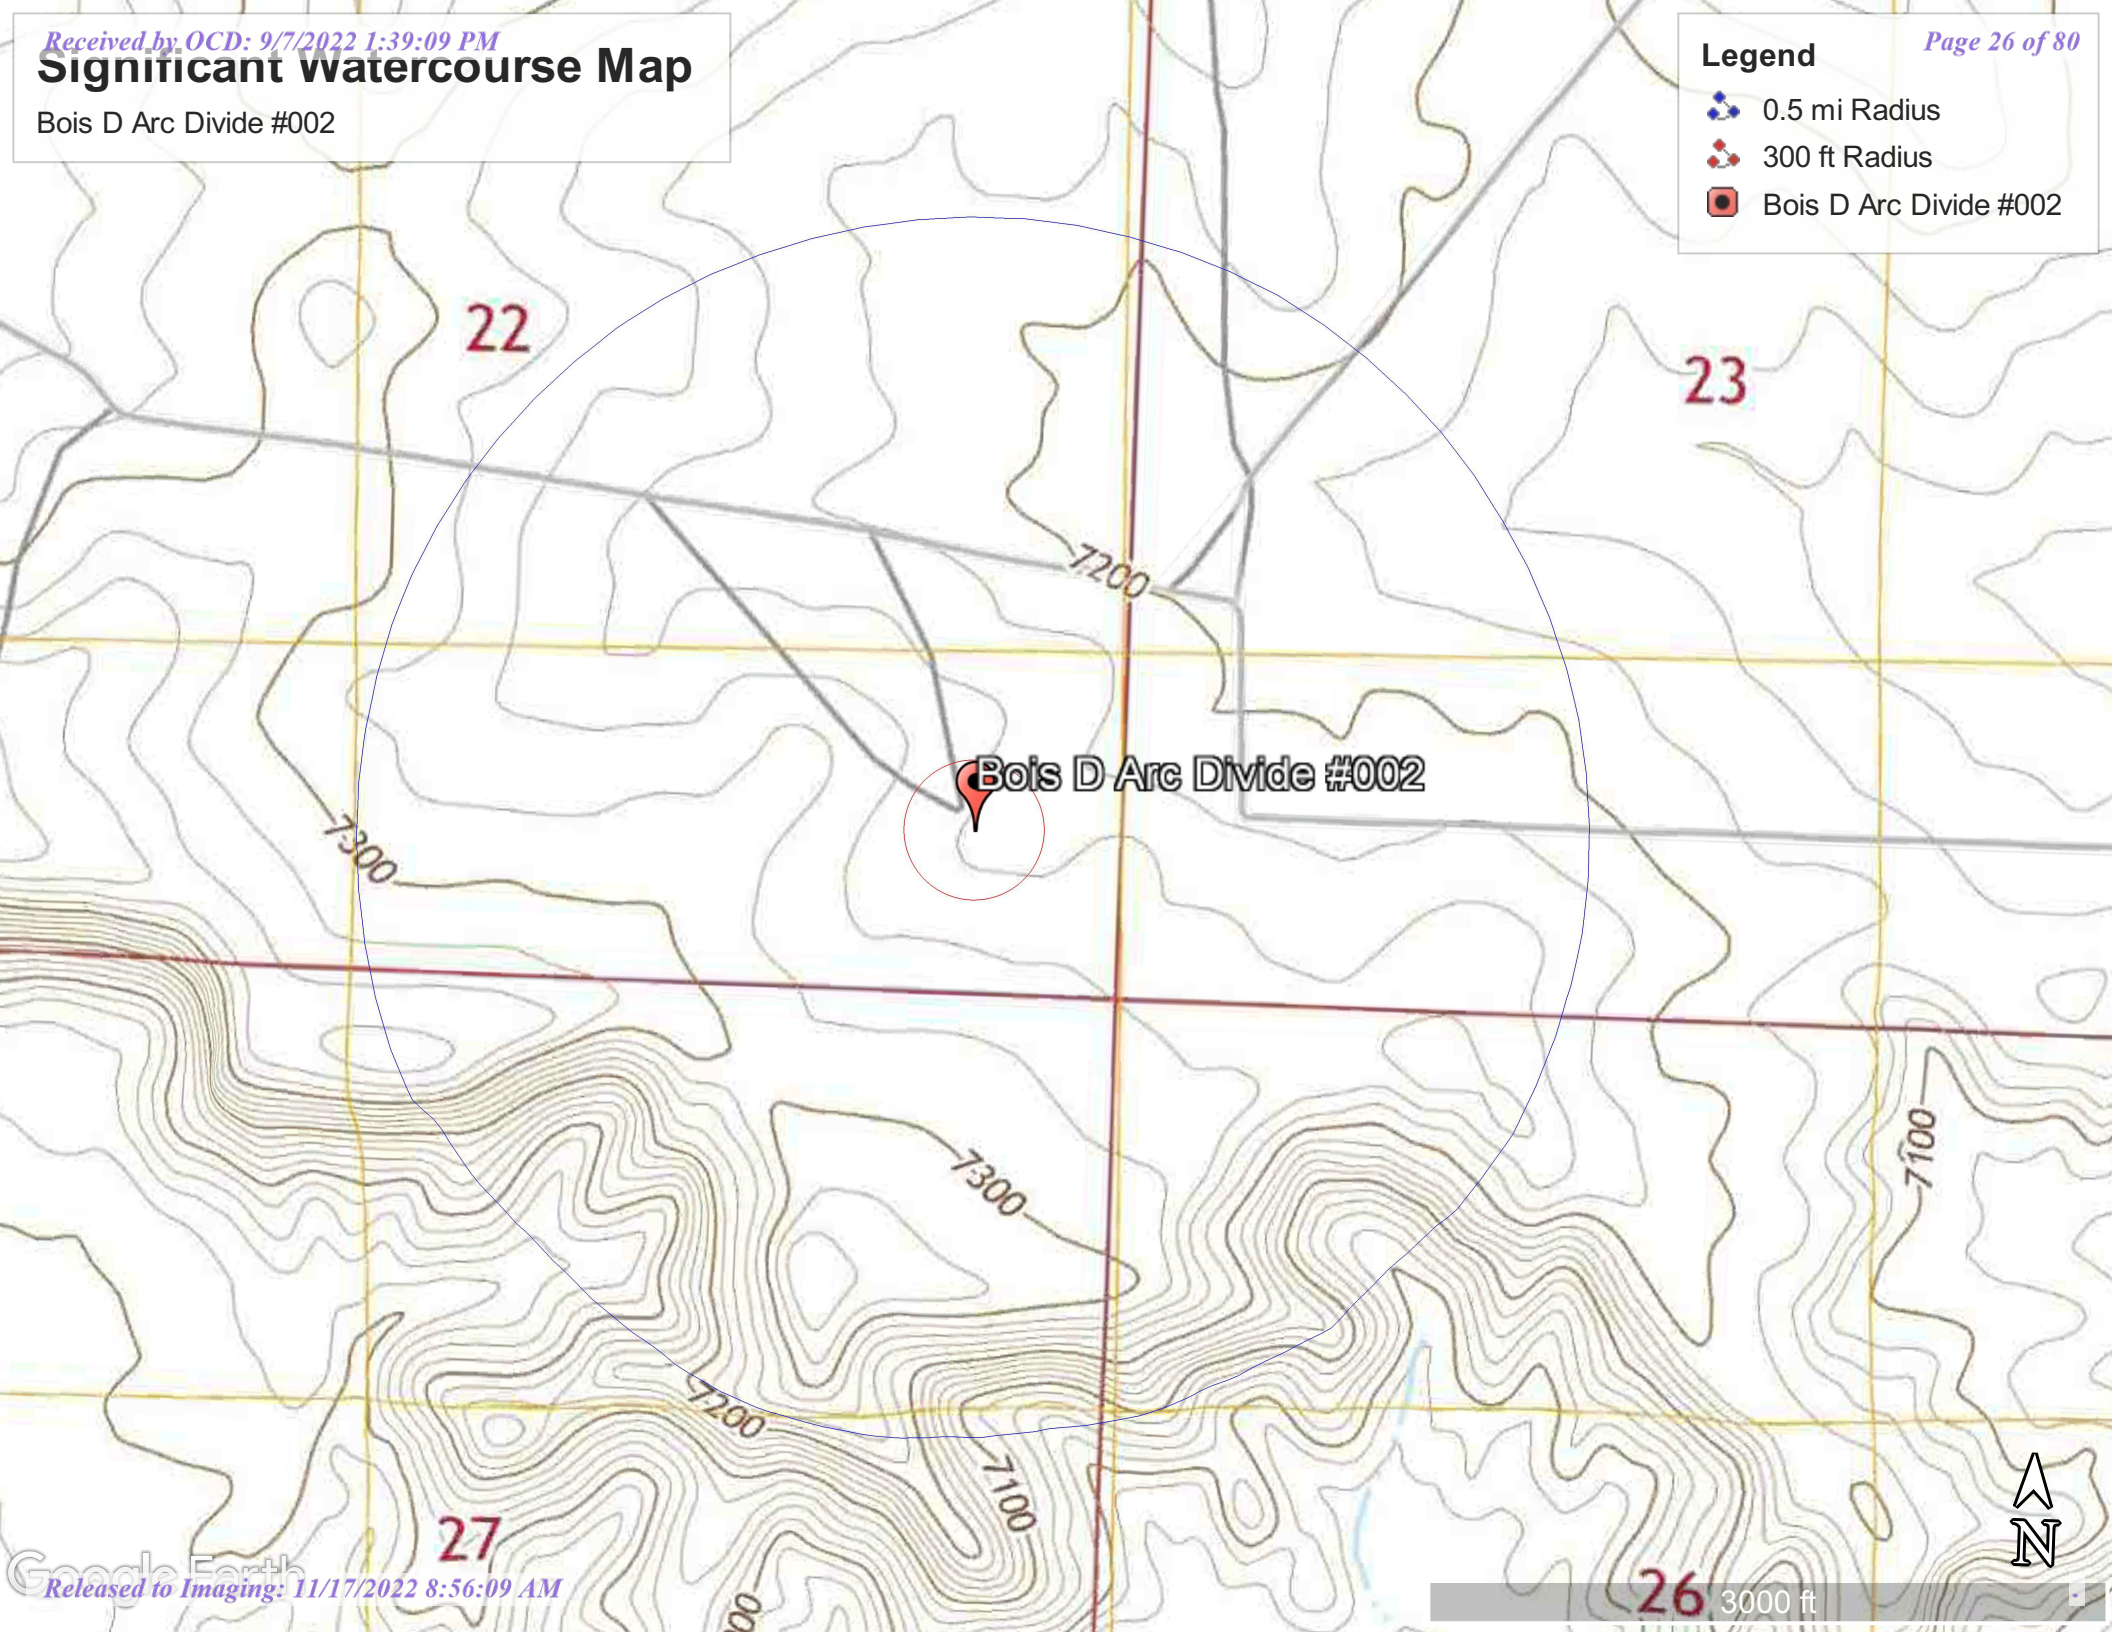 Received by OCD: 9/7/2022 1:39:09 PM
Page 26 of 80
Significant Watercourse Map
Bois D Arc Divide #002
Legend
0.5 mi Radius
300 ft Radius
Bois D Arc Divide #002
22
23
7200
Bois D Arc Divide #002
7300
7100
7300
7200
7100
27
N
Google Earth
Released to Imaging: 11/17/2022 8:56:09 AM
26
3000 ft